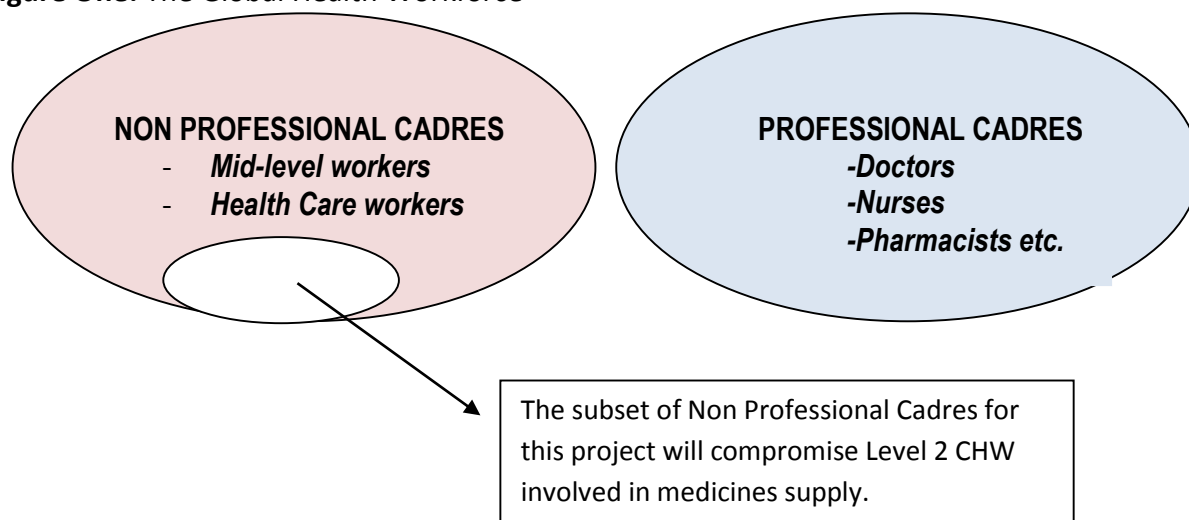 Figure One: The Global Health Workforce
NON PROFESSIONAL CADRES
- Mid-level workers
- Health Care workers
PROFESSIONAL CADRES
-Doctors
-Nurses
-Pharmacists etc.
The subset of Non Professional Cadres for
this project will compromise Level 2 CHW
involved in medicines supply.